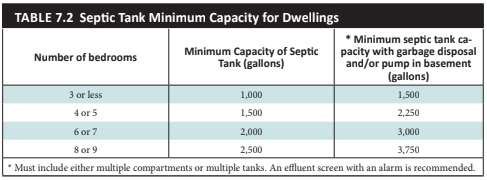 TABLE 7.2 Septic Tank Minimum Capacity for Dwellings
Number of bedrooms
Minimum Capacity of Septic
Tank (gallons)
* Minimum septic tank ca-
pacity with garbage disposal
and/or pump in basement
(gallons)
3 or less 1,000 1,500
4 or 5 1,500 2,250
6 or 7 2,000 3,000
8 or 9 2,500 3,750
* Must include either multiple compartments or multiple tanks. An effluent screen with an alarm is recommended.